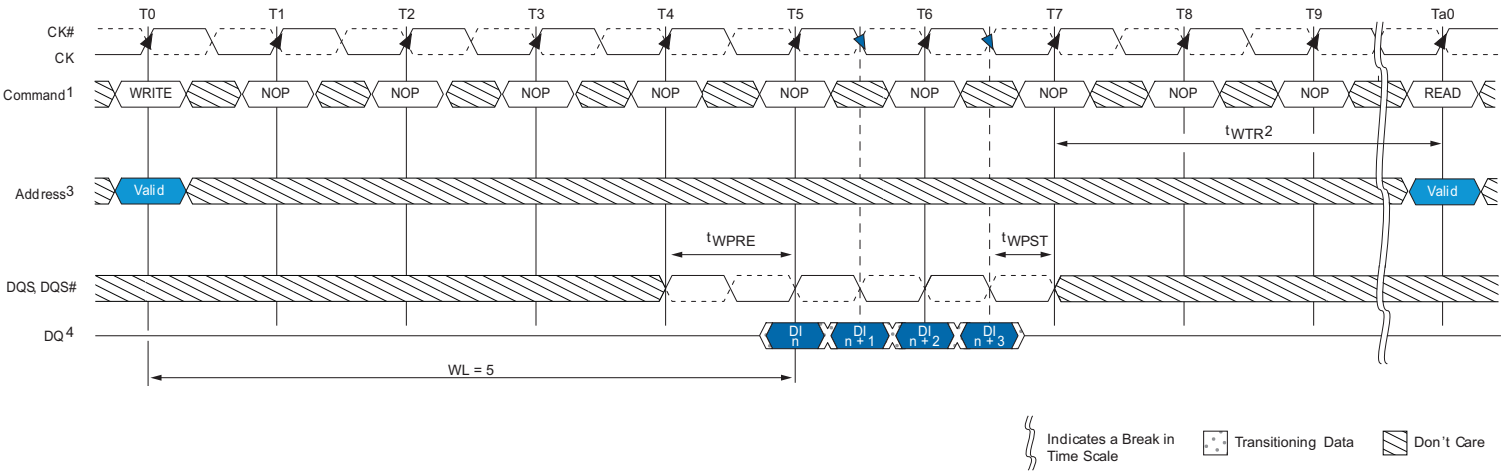 T0 T1 T2 T3 T4 T5 T6 T7 T8 T9 Ta0
CK#
CK
Command1 WRITE NOP NOP NOP NOP NOP NOP NOP NOP NOP READ
tWTR2
Address3 Valid Valid
tWPRE tWPST
DQS, DQS#
DQ4 DI n DI n + 1 DI n + 2 DI n + 3
WL = 5
Indicates a Break in
Time Scale
Transitioning Data
Don't Care